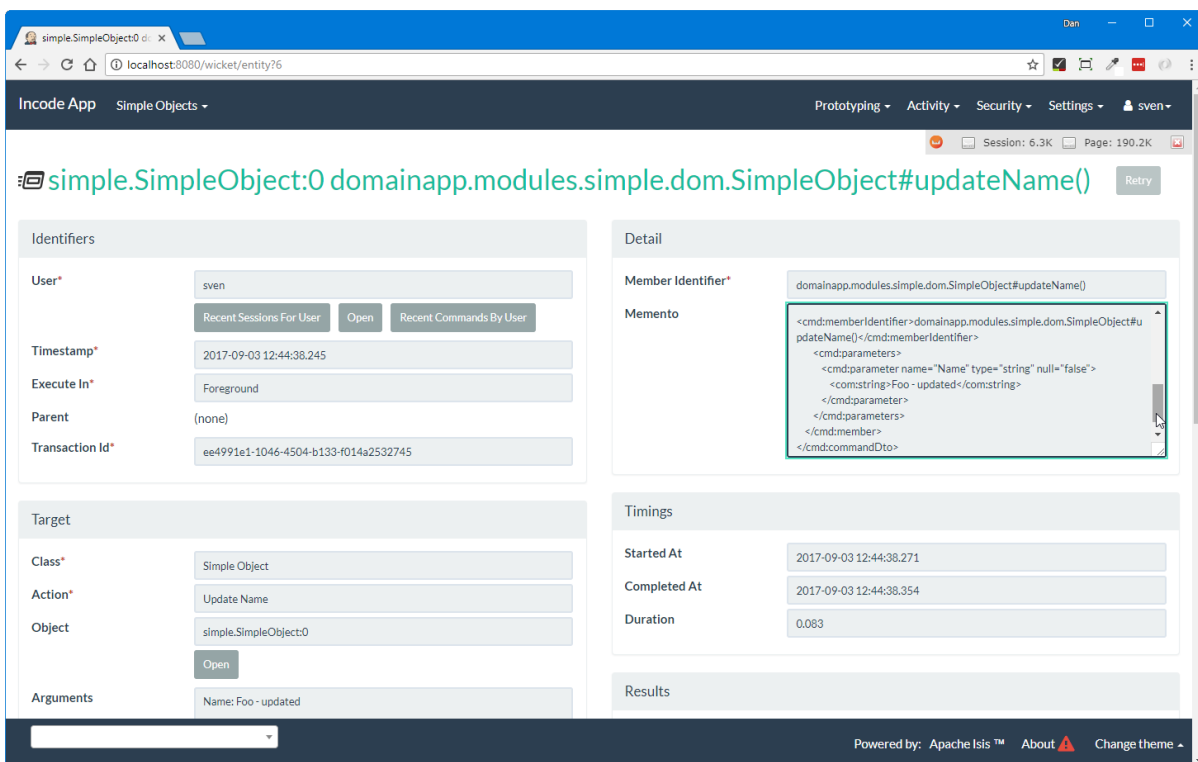 Dan
simple.SimpleObject:0 do
localhost:8080/wicket/entity?6
Incode App Simple Objects Prototyping Activity Security Settings sven
Session: 6.3K Page: 190.2K
simple.SimpleObject:0 domainapp.modules.simple.dom.SimpleObject#updateName() Retry
Identifiers
User* sven
Recent Sessions For User Open Recent Commands By User
Timestamp* 2017-09-03 12:44:38.245
Execute In* Foreground
Parent (none)
Transaction Id* ee4991e1-1046-4504-b133-f014a2532745
Target
Class* Simple Object
Action* Update Name
Object simple.SimpleObject:0
Open
Arguments Name: Foo - updated
Detail
Member Identifier* domainapp.modules.simple.dom.SimpleObject#updateName()
Memento
<cmd:memberIdentifier>domainapp.modules.simple.dom.SimpleObject#u
pdateName()</cmd:memberIdentifier>
<cmd:parameters>
<cmd:parameter name="Name" type="string" null="false">
<com:string>Foo - updated</com:string>
</cmd:parameter>
</cmd:parameters>
</cmd:member>
</cmd:commandDto>
Timings
Started At 2017-09-03 12:44:38.271
Completed At 2017-09-03 12:44:38.354
Duration 0.083
Results
Powered by: Apache Isis ™ About Change theme